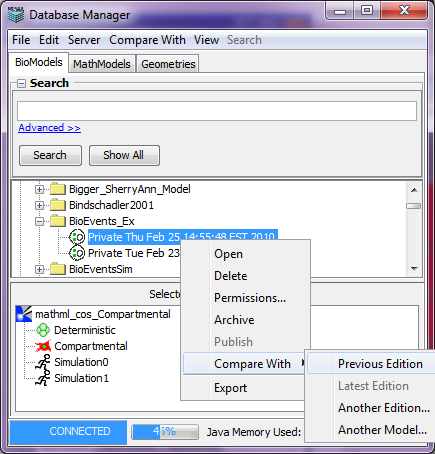 Database Manager
File Edit Server Compare With View Search
BioModels MathModels Geometries
Search
Advanced >>
Search Show All
Bigger_SherryAnn_Model
Bindschadler2001
BioEvents_Ex
Private Thu Feb 25 14:55:48 EST 2010
Private Tue Feb 23
BioEventsSim
Open
Delete
Permissions...
Archive
Publish
Compare With
Export
Previous Edition
Latest Edition
Another Edition...
Another Model...
mathml_cos_Compartmental
Deterministic
Compartmental
Simulation0
Simulation1
CONNECTED 45% Java Memory Used: